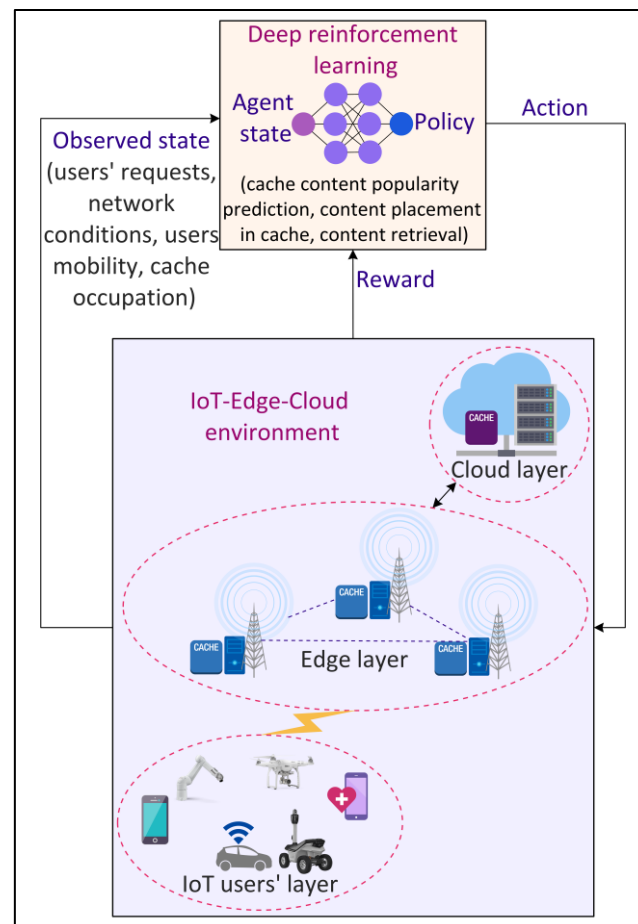 Deep reinforcement
learning
Agent
state
Policy
(cache content popularity
prediction, content placement
in cache, content retrieval)
Observed state
(users' requests,
network
conditions, users
mobility, cache
occupation)
Action
Reward
IoT-Edge-Cloud
environment
CACHE
Cloud layer
CACHE
CACHE
CACHE
Edge layer
IoT users' layer